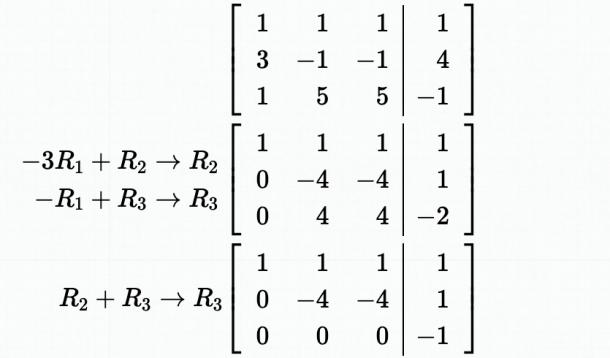 1 1 1 | 1
3 −1 −1 | 4
1 5 5 | −1
1 1 1 | 1
−3R₁ + R₂ → R₂ 0 −4 −4 | 1
−R₁ + R₃ → R₃ 0 4 4 | −2
1 1 1 | 1
R₂ + R₃ → R₃ 0 −4 −4 | 1
0 0 0 | −1